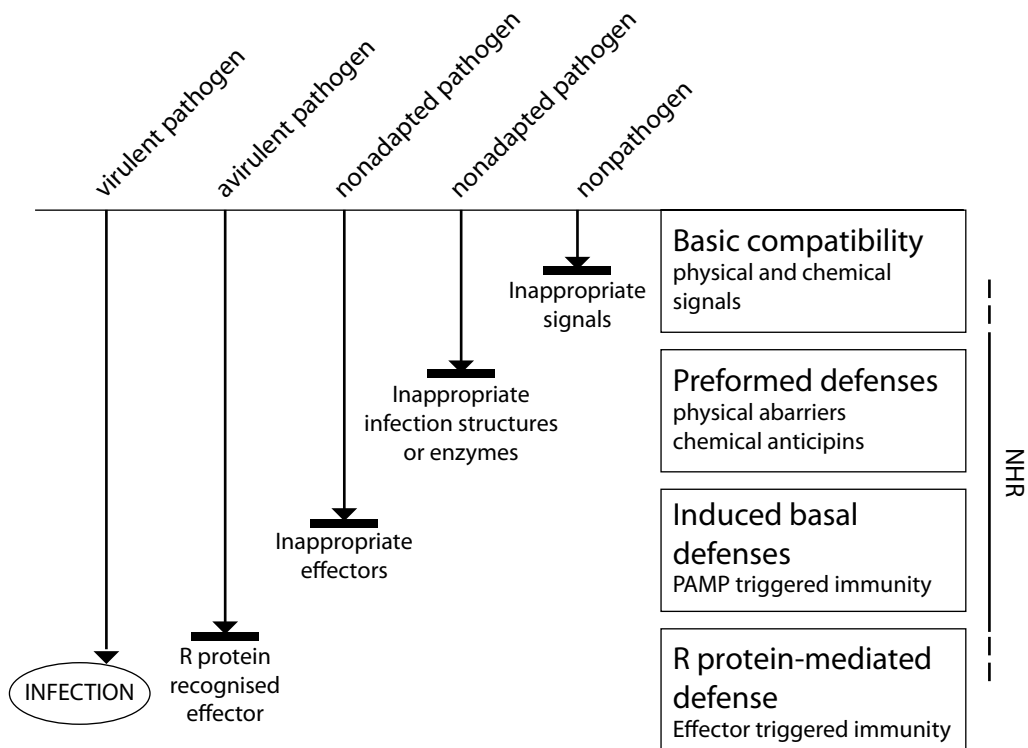 virulent pathogen
avirulent pathogen
nonadapted pathogen
nonadapted pathogen
nonpathogen
Inappropriate
signals
Inappropriate
infection structures
or enzymes
Inappropriate
effectors
R protein
recognised
effector
INFECTION
Basic compatibility
physical and chemical
signals
Preformed defenses
physical abarriers
chemical anticipins
Induced basal
defenses
PAMP triggered immunity
R protein-mediated
defense
Effector triggered immunity
NHR